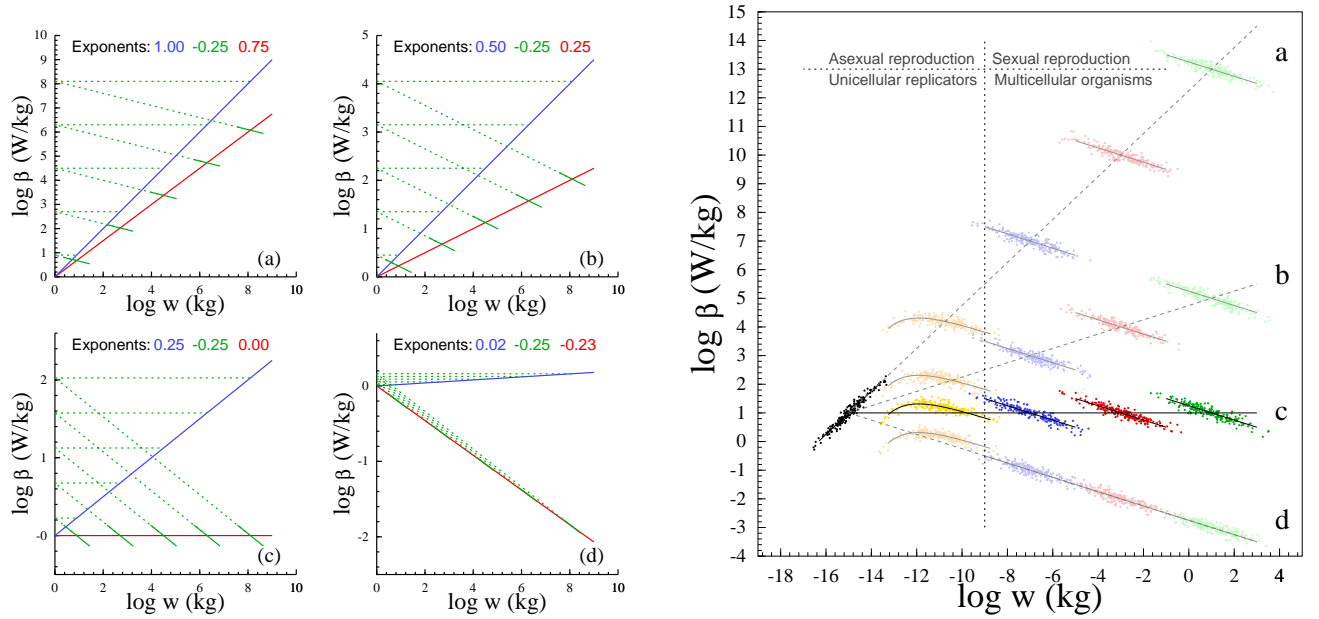 Exponents: 1.00 -0.25 0.75
10
9
8
7
6
5
4
3
2
1
0
log β (W/kg)
(a)
0 2 4 6 8 10
log w (kg)
Exponents: 0.50 -0.25 0.25
5
4
3
2
1
0
log β (W/kg)
(b)
0 2 4 6 8 10
log w (kg)
Exponents: 0.25 -0.25 0.00
2
1
-0
log β (W/kg)
(c)
0 2 4 6 8 10
log w (kg)
Exponents: 0.02 -0.25 -0.23
0
-1
-2
log β (W/kg)
(d)
0 2 4 6 8 10
log w (kg)
15
14
13
12
11
10
9
8
7
6
5
4
3
2
1
0
-1
-2
-3
-4
log β (W/kg)
Asexual reproduction Sexual reproduction
Unicellular replicators Multicellular organisms
a
b
c
d
-18 -16 -14 -12 -10 -8 -6 -4 -2 0 2 4
log w (kg)